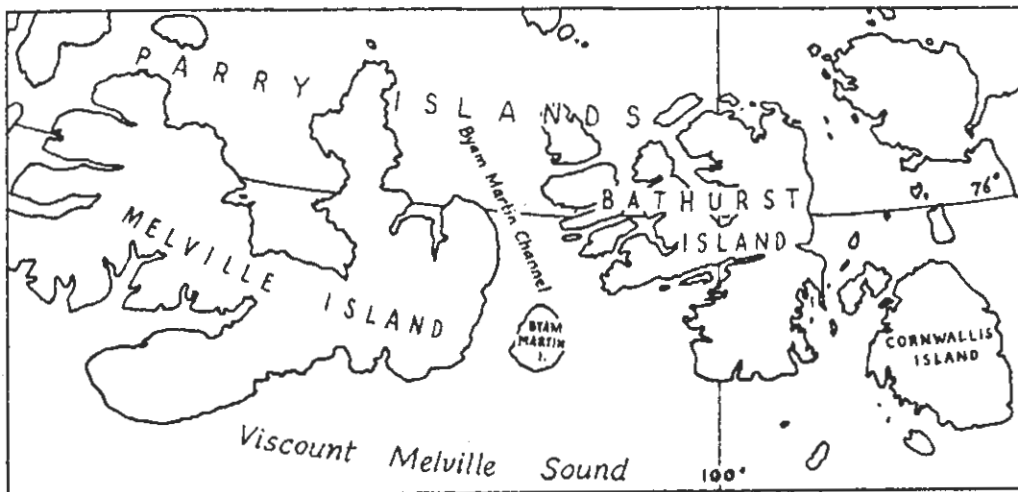 PARRY ISLANDS
Byam Martin Channel
76°
BATHURST
ISLAND
MELVILLE ISLAND
BYAM
MARTIN
I.
CORNWALLIS
ISLAND
Viscount Melville Sound
100°